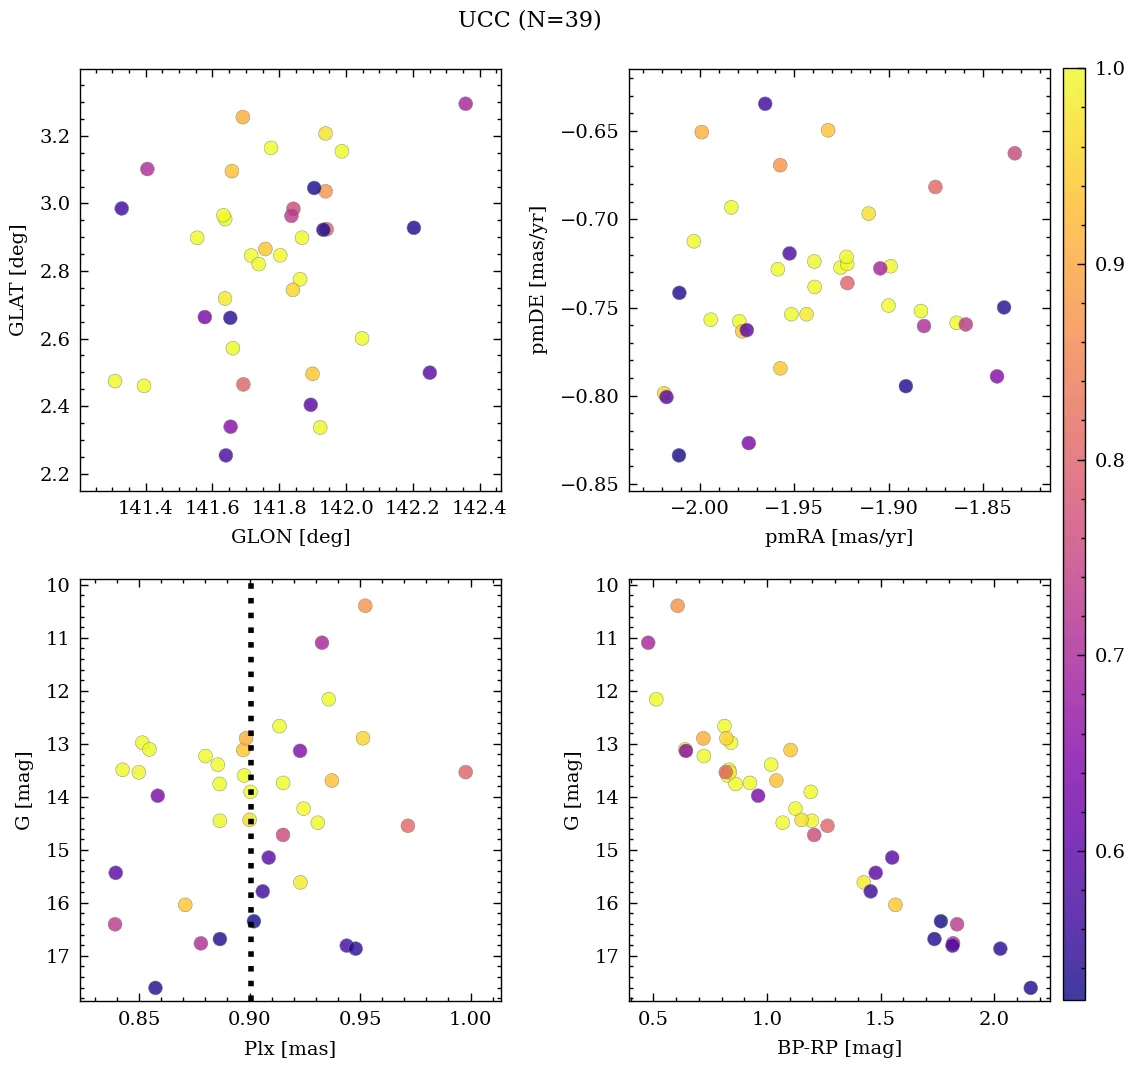 UCC (N=39)
3.2
3.0
2.8
2.6
2.4
2.2
GLAT [deg]
141.4 141.6 141.8 142.0 142.2 142.4
GLON [deg]
−0.65
−0.70
−0.75
−0.80
−0.85
pmDE [mas/yr]
−2.00 −1.95 −1.90 −1.85
pmRA [mas/yr]
10
11
12
13
14
15
16
17
G [mag]
0.85 0.90 0.95 1.00
Plx [mas]
10
11
12
13
14
15
16
17
G [mag]
0.5 1.0 1.5 2.0
BP-RP [mag]
1.0
0.9
0.8
0.7
0.6